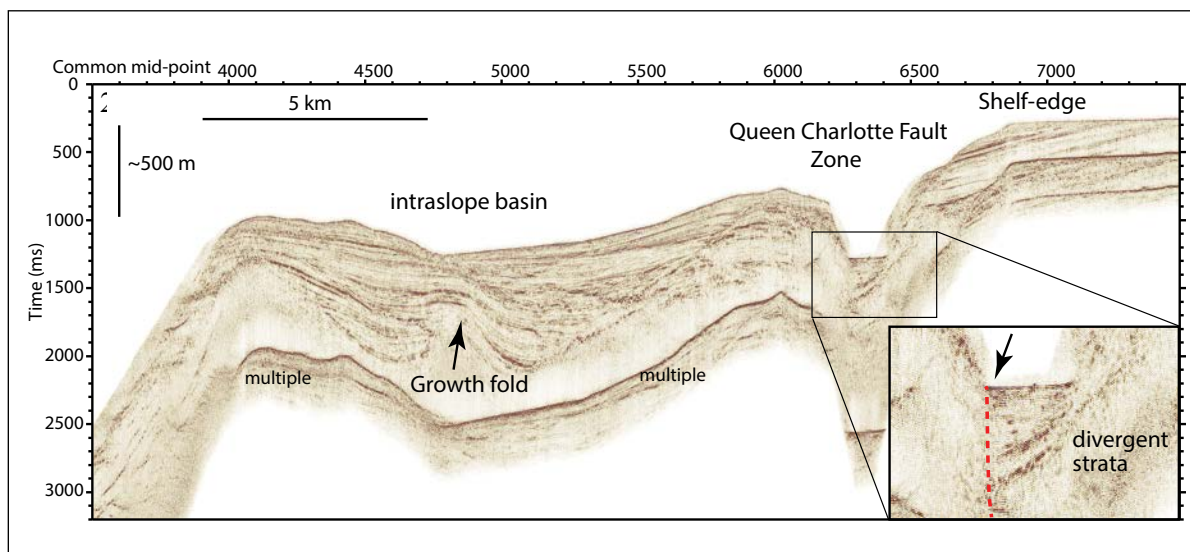 Common mid-point 4000 4500 5000 5500 6000 6500 7000
0
5 km
Shelf-edge
Queen Charlotte Fault
Zone
500
~500 m
intraslope basin
1000
Time (ms)
1500
2000
multiple
Growth fold
multiple
2500
divergent
strata
3000